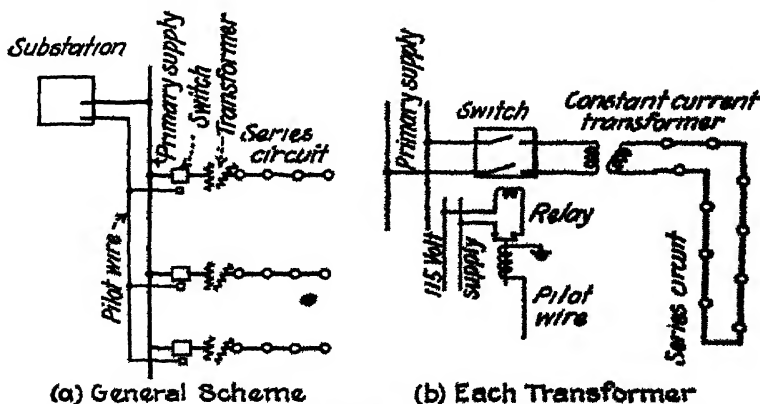 Substation
Primary supply
Switch
Transformer
Series
circuit
Pilot wire
(a) General Scheme
Primary supply
Switch
Constant current
transformer
Relay
115 Volt
supply
Pilot
wire
Series circuit
(b) Each Transformer